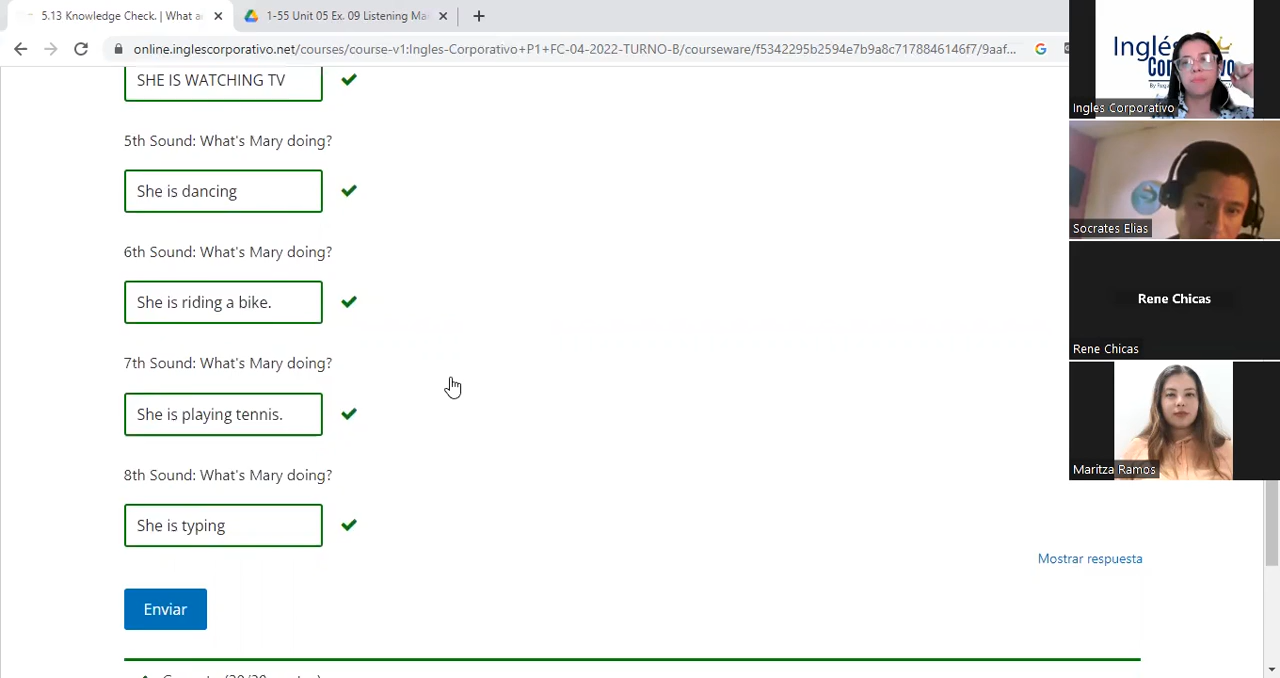 5.13 Knowledge Check. | What a
1-55 Unit 05 Ex. 09 Listening Ma
online.inglescorporativo.net/courses/course-v1:Ingles-Corporativo+P1+FC-04-2022-TURNO-B/courseware/f5342295b2594e7b9a8c7178846146f7/9aaf...
SHE IS WATCHING TV
5th Sound: What's Mary doing?
She is dancing
6th Sound: What's Mary doing?
She is riding a bike.
7th Sound: What's Mary doing?
She is playing tennis.
8th Sound: What's Mary doing?
She is typing
Mostrar respuesta
Enviar
Inglés
Ingles Corporativo
Socrates Elias
Rene Chicas
Rene Chicas
Maritza Ramos